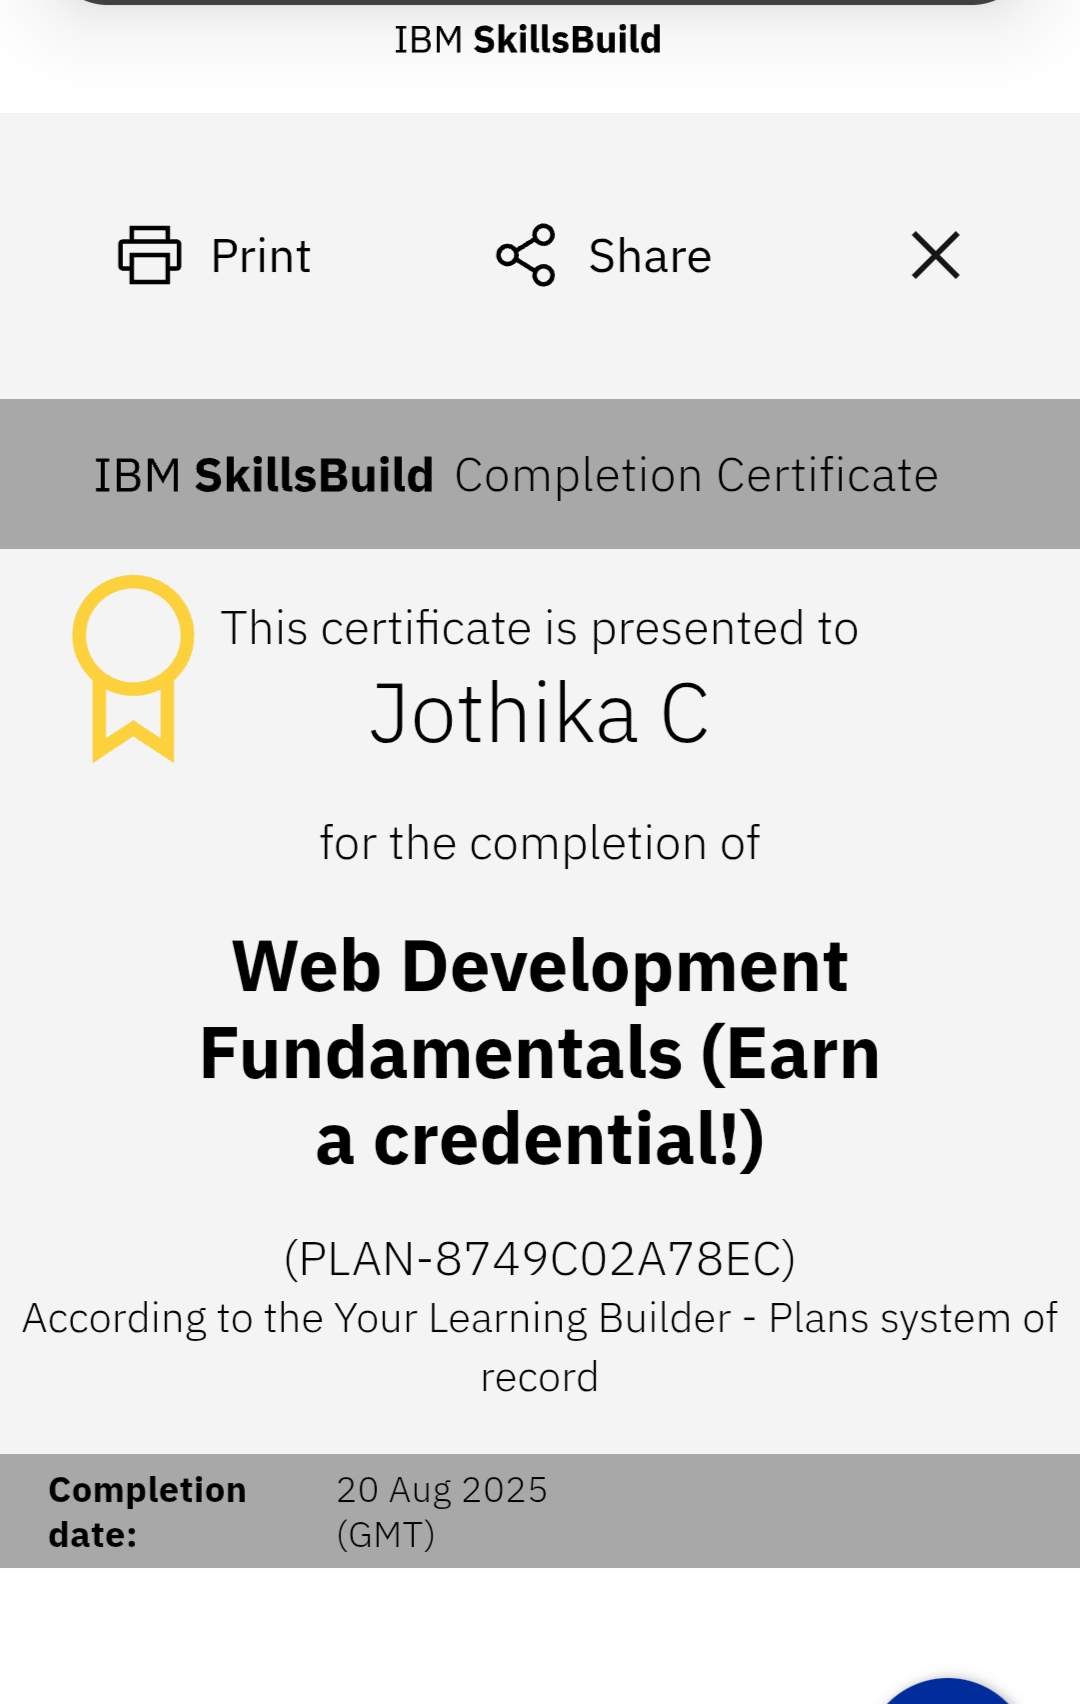 IBM SkillsBuild
Print
Share
IBM SkillsBuild Completion Certificate
This certificate is presented to
Jothika C
for the completion of
Web Development
Fundamentals (Earn
a credential!)
(PLAN-8749C02A78EC)
According to the Your Learning Builder - Plans system of
record
Completion
date:
20 Aug 2025
(GMT)